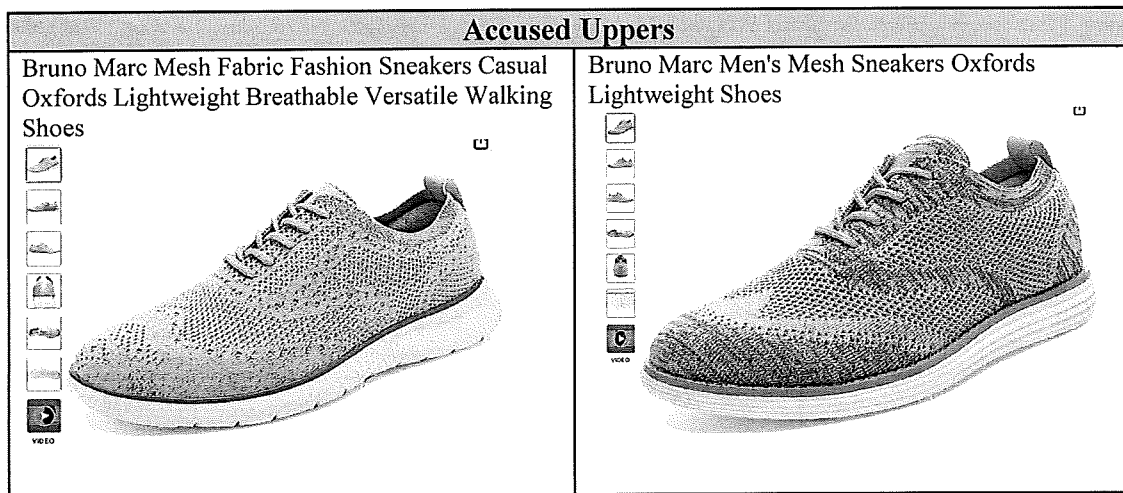 Accused Uppers
Bruno Marc Mesh Fabric Fashion Sneakers Casual
Oxfords Lightweight Breathable Versatile Walking
Shoes
VIDEO
Bruno Marc Men's Mesh Sneakers Oxfords
Lightweight Shoes
VIDEO